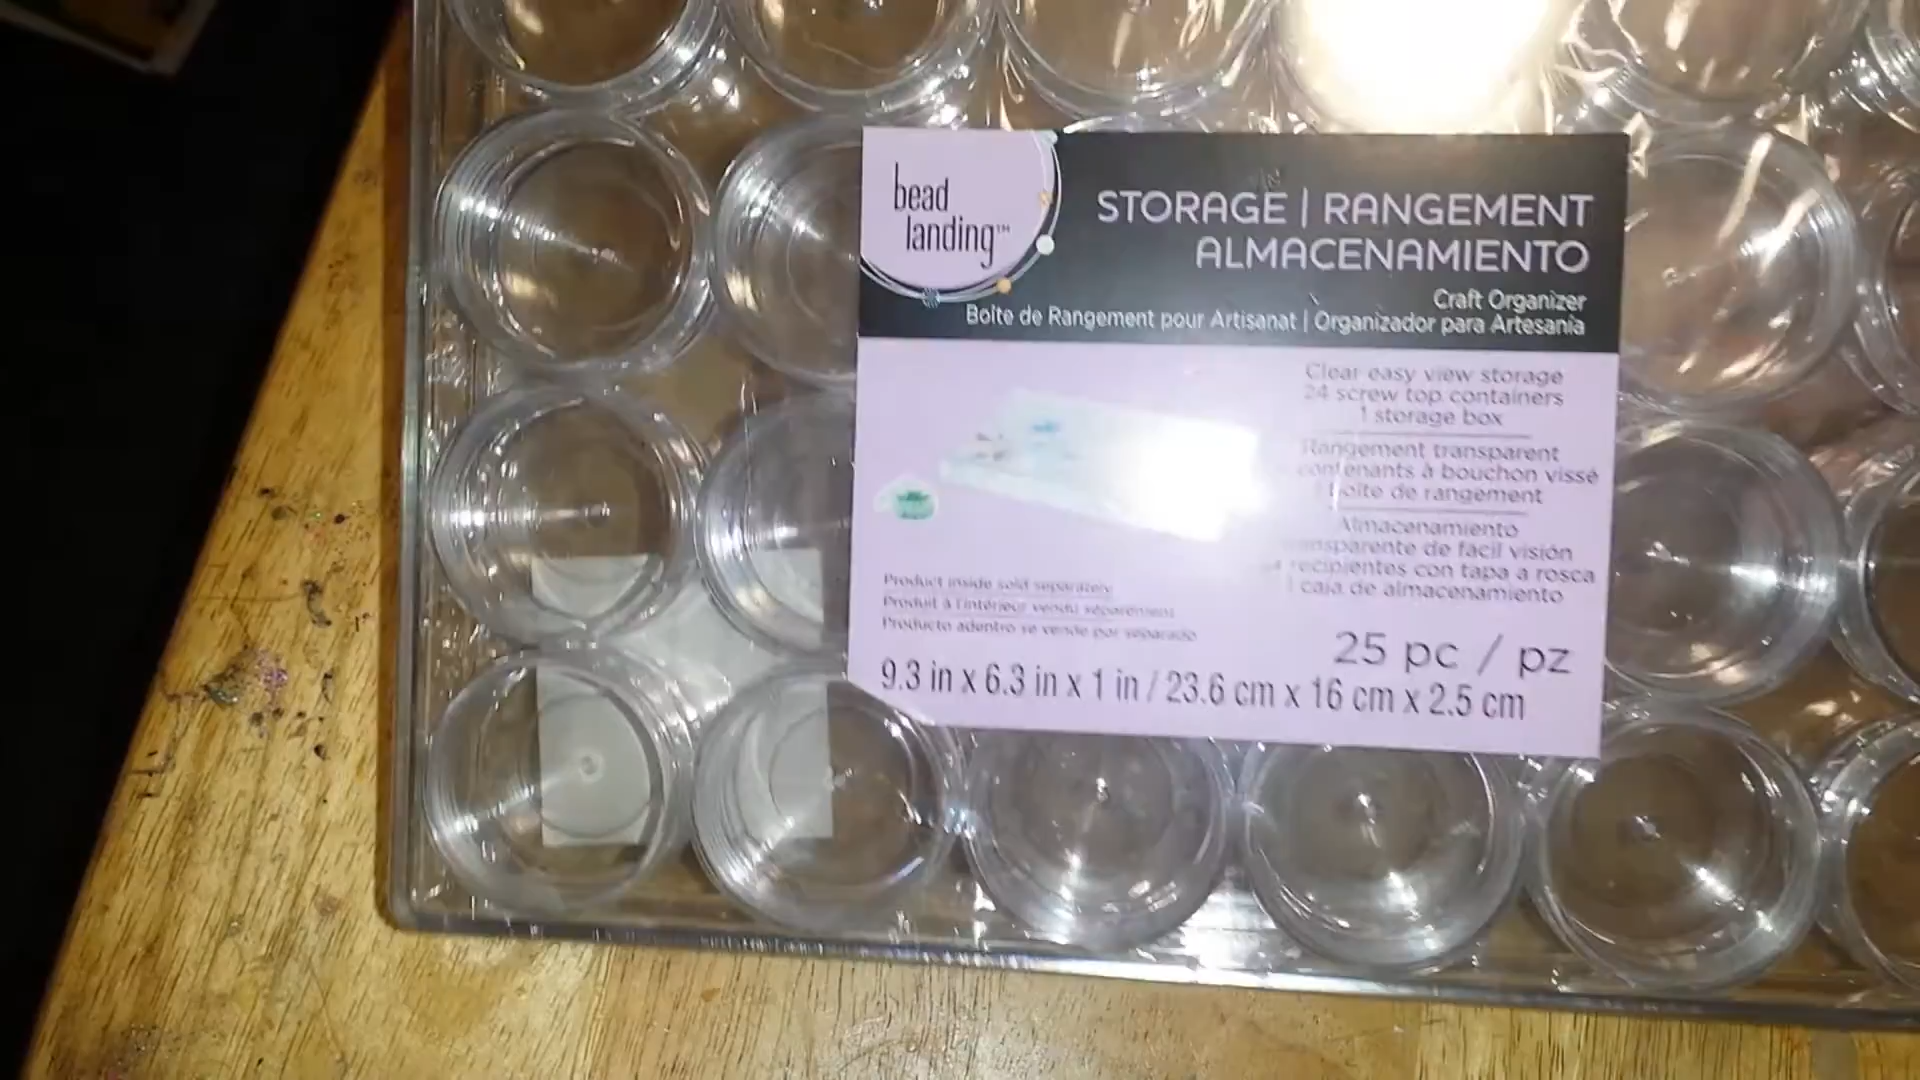 bead
landing™
STORAGE | RANGEMENT
ALMACENAMIENTO
Craft Organizer
Boîte de Rangement pour Artisanat | Organizador para Artesanía
Clear easy view storage
24 screw top containers
1 storage box
Rangement transparent
contenants à bouchon vissé
boîte de rangement
Almacenamiento
de fácil visión
recipientes con tapa a rosca
caja de almacenamiento
Product inside sold separately
Produit à l'intérieur vendu séparément
Producto adentro se vende por separado
25 pc / pz
9.3 in x 6.3 in x 1 in / 23.6 cm x 16 cm x 2.5 cm